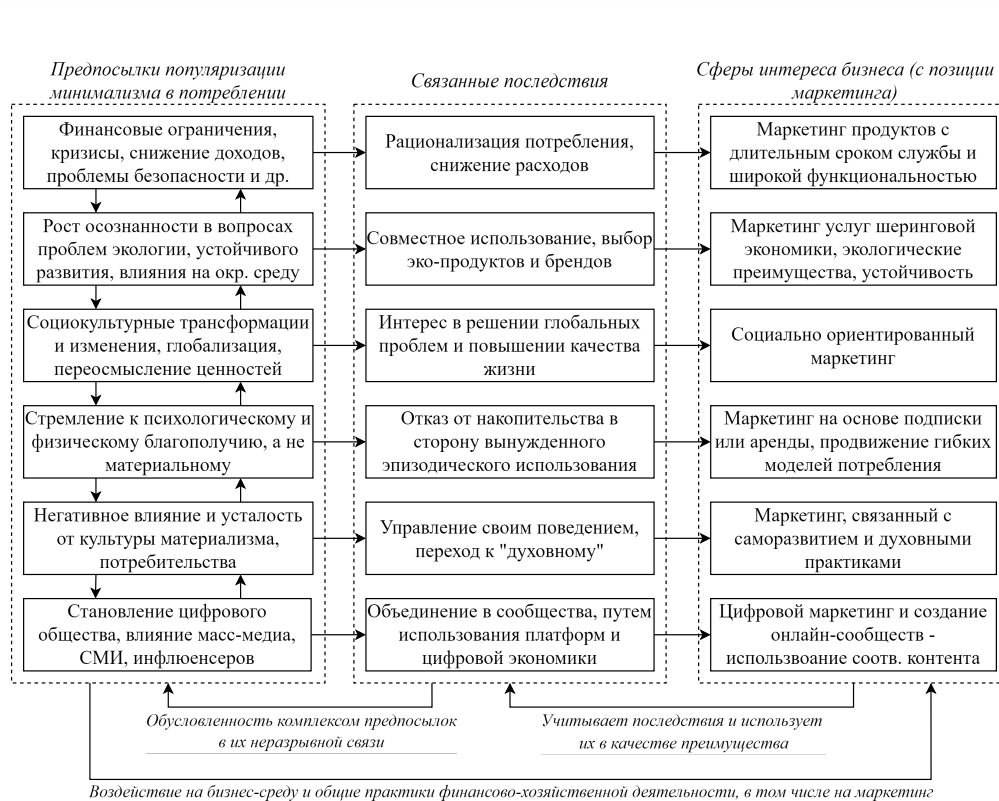 Предпосылки популяризации
минимализма в потреблении
Связанные последствия
Сферы интереса бизнеса (с позиции
маркетинга)
Финансовые ограничения,
кризисы, снижение доходов,
проблемы безопасности и др.
Рационализация потребления,
снижение расходов
Маркетинг продуктов с
длительным сроком службы и
широкой функциональностью
Рост осознанности в вопросах
проблем экологии, устойчивого
развития, влияния на окр. среду
Совместное использование, выбор
эко-продуктов и брендов
Маркетинг услуг шеринговой
экономики, экологические
преимущества, устойчивость
Социокультурные трансформации
и изменения, глобализация,
переосмысление ценностей
Интерес в решении глобальных
проблем и повышении качества
жизни
Социально ориентированный
маркетинг
Стремление к психологическому и
физическому благополучию, а не
материальному
Отказ от накопительства в
сторону вынужденного
эпизодического использования
Маркетинг на основе подписки
или аренды, продвижение гибких
моделей потребления
Негативное влияние и усталость
от культуры материализма,
потребительства
Управление своим поведением,
переход к "духовному"
Маркетинг, связанный с
саморазвитием и духовными
практиками
Становление цифрового
общества, влияние масс-медиа,
СМИ, инфлюенсеров
Объединение в сообщества, путем
использования платформ и
цифровой экономики
Цифровой маркетинг и создание
онлайн-сообществ -
использвоание соотв. контента
Обусловленность комплексом предпосылок
в их неразрывной связи
Учитывает последствия и использует
их в качестве преимущества
Воздействие на бизнес-среду и общие практики финансово-хозяйственной деятельности, в том числе на маркетинг